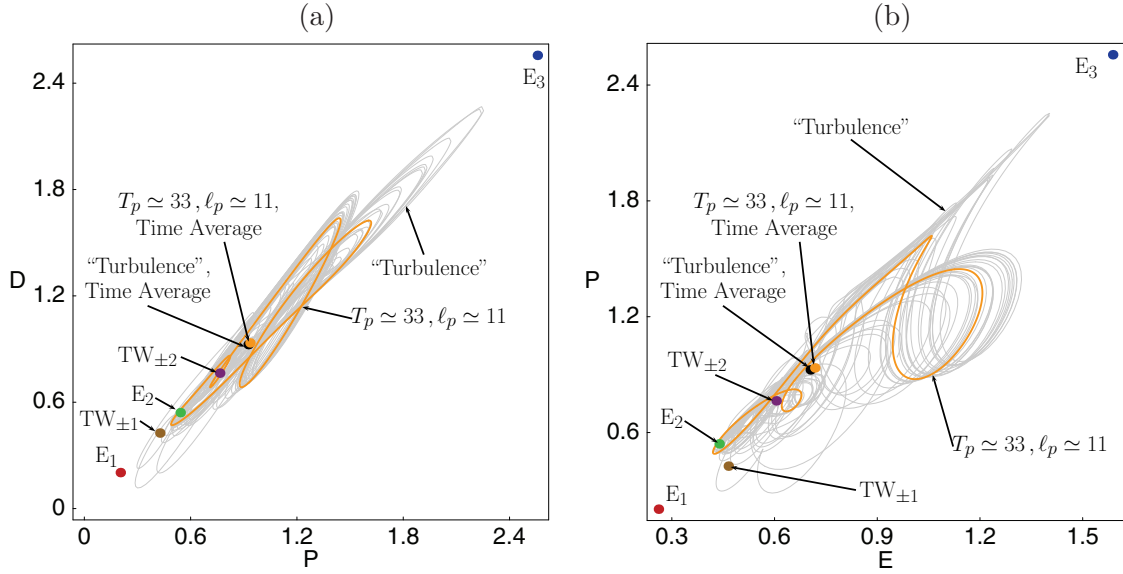 (a)
(b)
E₃
2.4
1.8
D
1.2
0.6
0
Tₚ ≃ 33 , ℓₚ ≃ 11,
Time Average
“Turbulence”,
Time Average
“Turbulence”
Tₚ ≃ 33 , ℓₚ ≃ 11
TW±2
E₂
TW±1
E₁
0
0.6
1.2
1.8
2.4
P
E₃
2.4
1.8
P
1.2
0.6
“Turbulence”
Tₚ ≃ 33 , ℓₚ ≃ 11,
Time Average
“Turbulence”,
Time Average
TW±2
E₂
Tₚ ≃ 33 , ℓₚ ≃ 11
TW±1
E₁
0.3
0.6
0.9
1.2
1.5
E